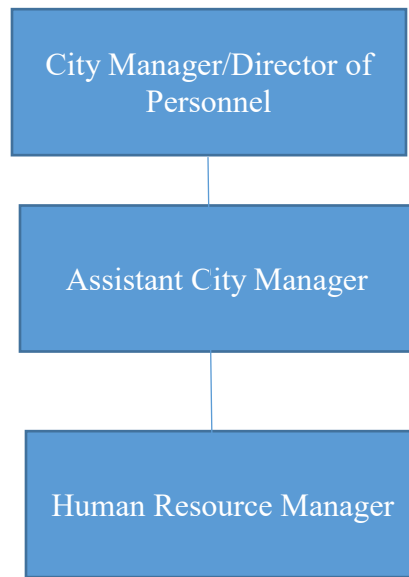 City Manager/Director of
Personnel
Assistant City Manager
Human Resource Manager